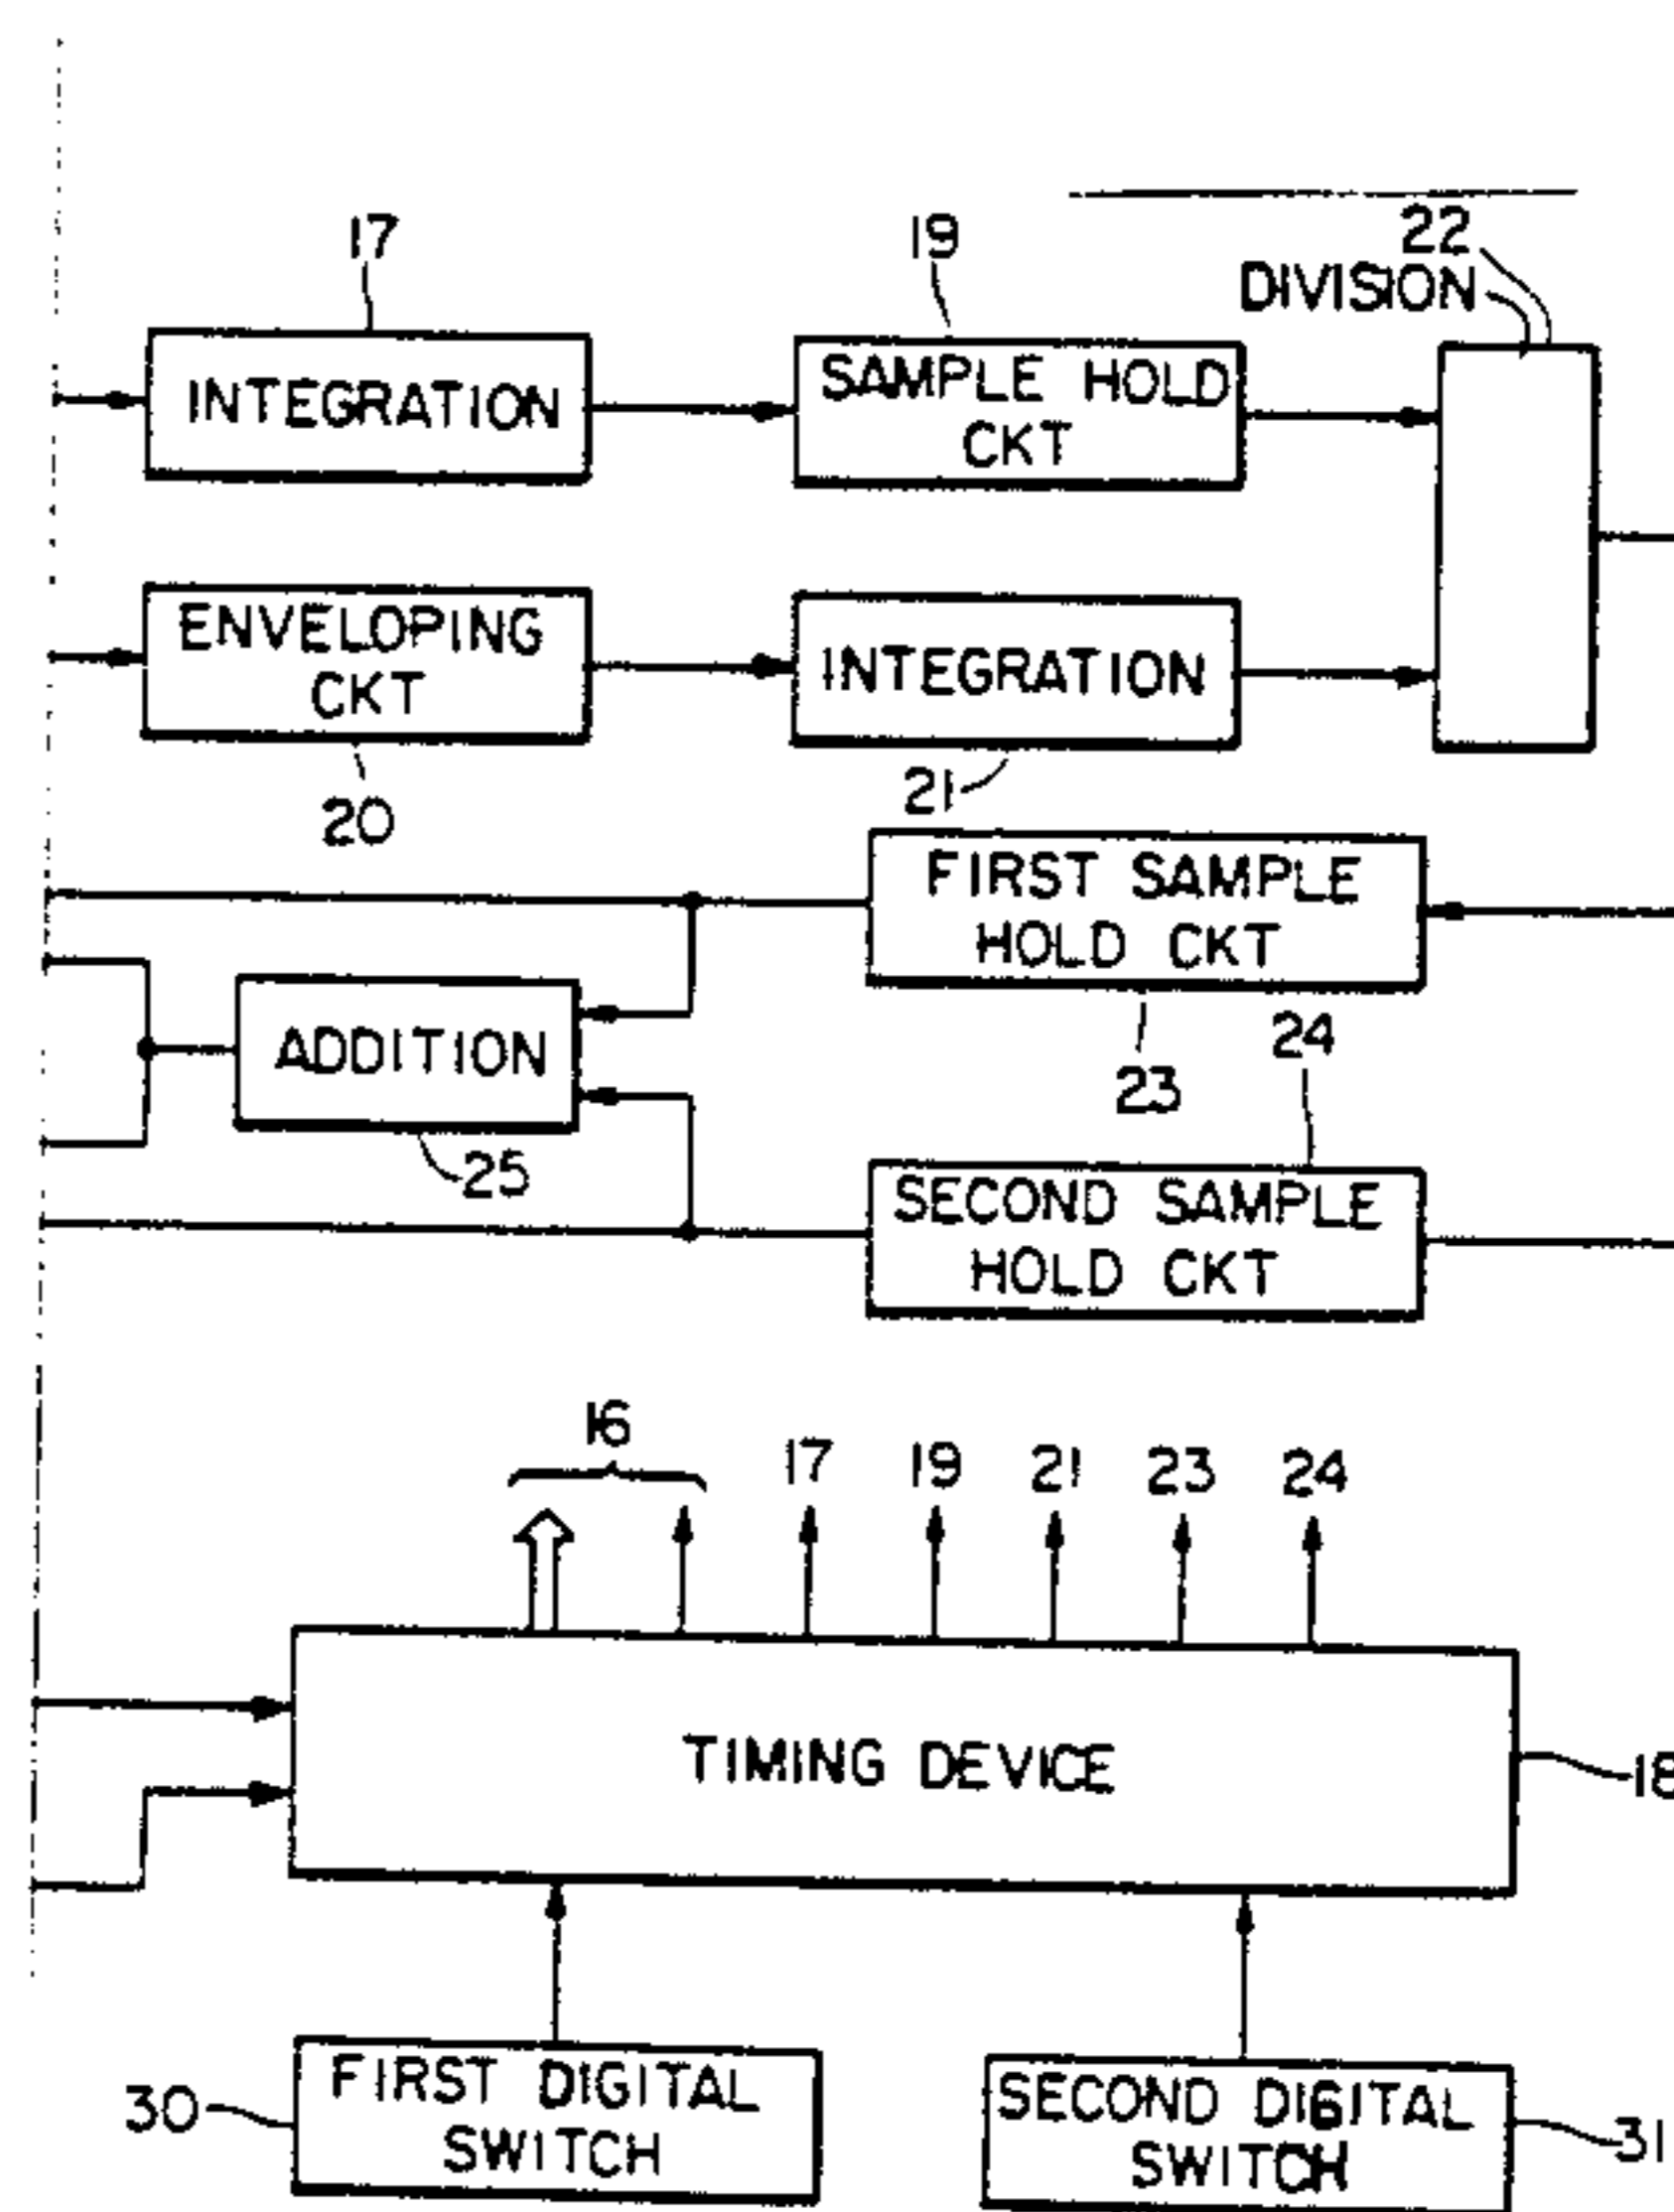 17
19
22
DIVISION
INTEGRATION
SAMPLE HOLD
CKT
ENVELOPING
CKT
INTEGRATION
20
21
FIRST SAMPLE
HOLD CKT
ADDITION
23
24
25
SECOND SAMPLE
HOLD CKT
16
17
19
21
23
24
TIMING DEVICE
18
30
FIRST DIGITAL
SWITCH
SECOND DIGITAL
SWITCH
31